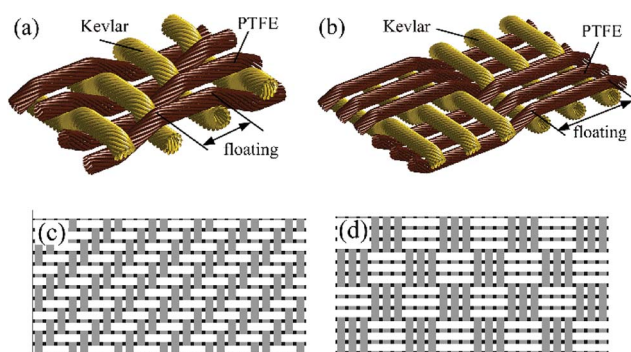 (a)
Kevlar
PTFE
floating
(b)
Kevlar
PTFE
floating
(c)
(d)